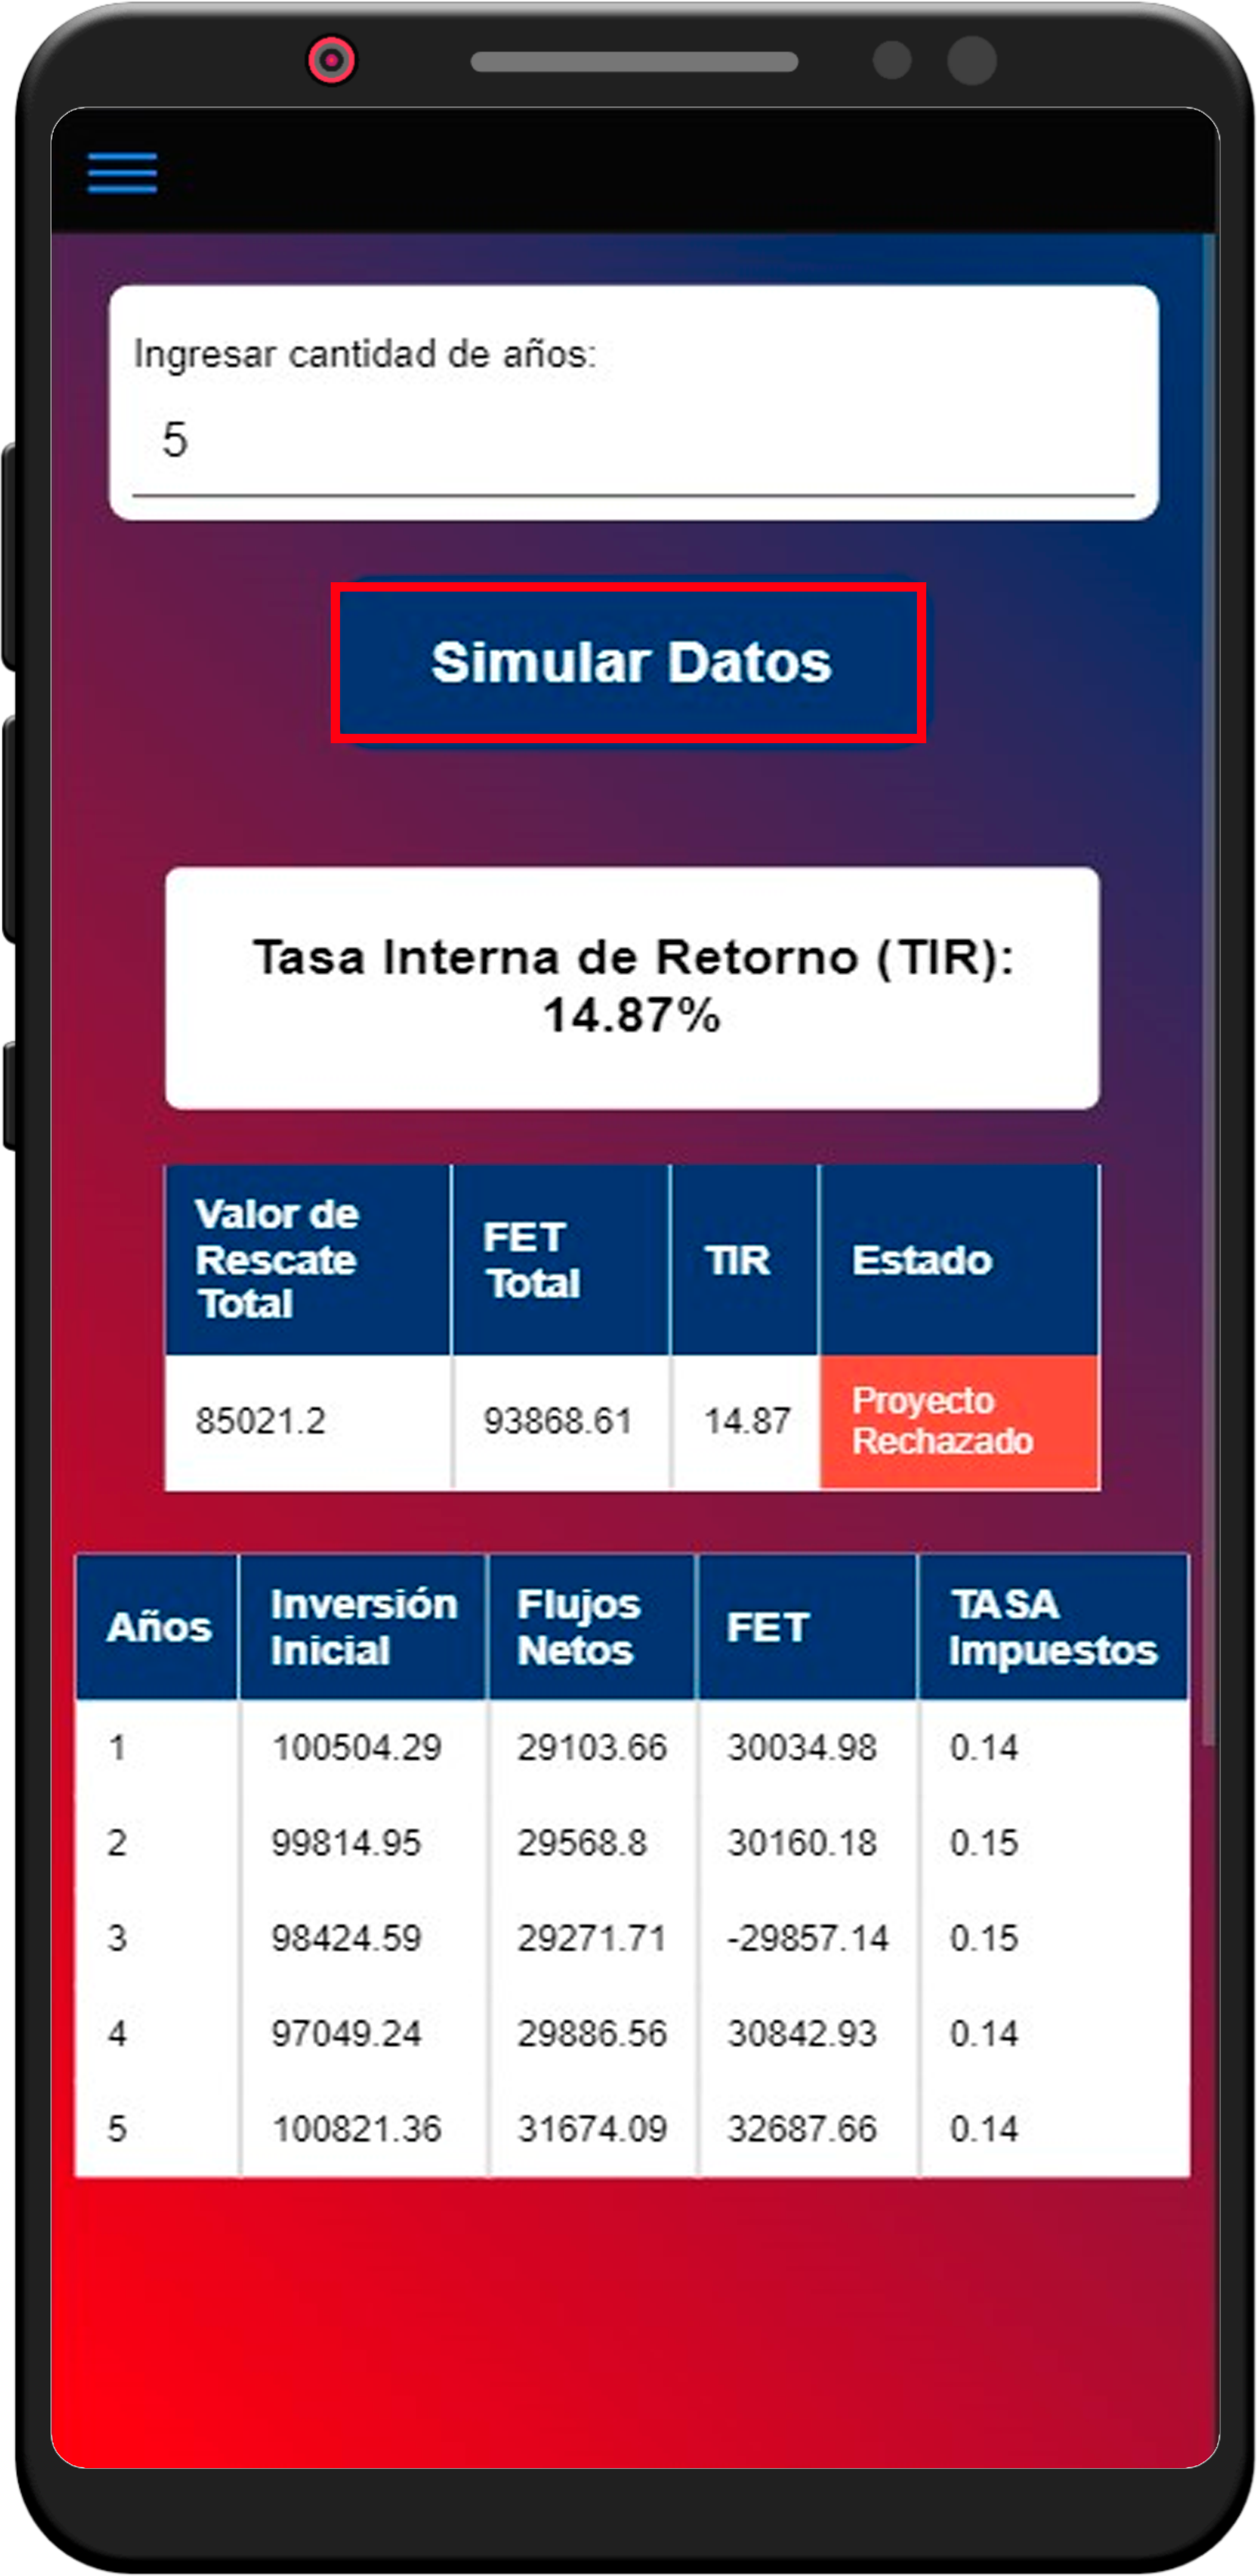 Ingresar cantidad de años:
5
Simular Datos
Tasa Interna de Retorno (TIR):
14.87%
Valor de
Rescate
Total
FET
Total
TIR
Estado
85021.2
93868.61
14.87
Proyecto
Rechazado
Años
Inversión
Inicial
Flujos
Netos
FET
TASA
Impuestos
1 100504.29 29103.66 30034.98 0.14
2 99814.95 29568.8 30160.18 0.15
3 98424.59 29271.71 -29857.14 0.15
4 97049.24 29886.56 30842.93 0.14
5 100821.36 31674.09 32687.66 0.14